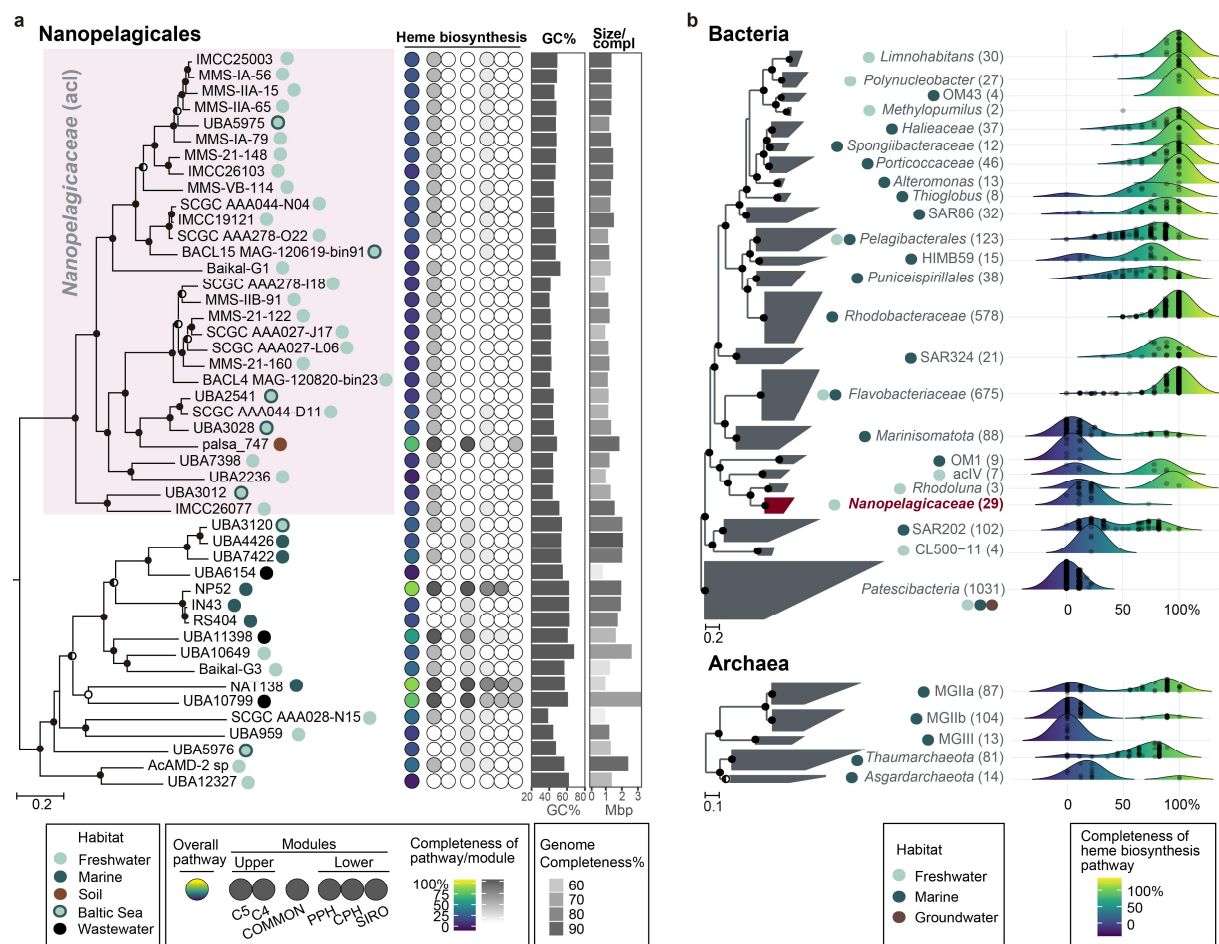 a
Nanopelagicales
Heme biosynthesis
GC%
Size/
compl
Nanopelagicaceae (acI)
IMCC25003
MMS-IA-56
MMS-IIA-15
MMS-IIA-65
UBA5975
MMS-IA-79
MMS-21-148
IMCC26103
MMS-VB-114
SCGC AAA044-N04
IMCC19121
SCGC AAA278-O22
BACL15 MAG-120619-bin91
Baikal-G1
SCGC AAA278-I18
MMS-IIB-91
MMS-21-122
SCGC AAA027-J17
SCGC AAA027-L06
MMS-21-160
BACL4 MAG-120820-bin23
UBA2541
SCGC AAA044-D11
UBA3028
palsa_747
UBA7398
UBA2236
UBA3012
IMCC26077
UBA3120
UBA4426
UBA7422
UBA6154
NP52
IN43
RS404
UBA11398
UBA10649
Baikal-G3
NAT138
UBA10799
SCGC AAA028-N15
UBA959
UBA5976
AcAMD-2 sp
UBA12327
0.2
20 40 60 80
GC%
0 1 2 3
Mbp
Habitat
Freshwater
Marine
Soil
Baltic Sea
Wastewater
Overall
pathway
Modules
Upper
Lower
C5
C4
COMMON
PPH
CPH
SIRO
Completeness of
pathway/module
100%
75
50
25
0
Genome
Completeness%
60
70
80
90
b
Bacteria
Limnohabitans (30)
Polynucleobacter (27)
OM43 (4)
Methylopumilus (2)
Halieaceae (37)
Spongiibacteraceae (12)
Porticoccaceae (46)
Alteromonas (13)
Thioglobus (8)
SAR86 (32)
Pelagibacterales (123)
HIMB59 (15)
Puniceispirillales (38)
Rhodobacteraceae (578)
SAR324 (21)
Flavobacteriaceae (675)
Marinisomatota (88)
OM1 (9)
acIV (7)
Rhodoluna (3)
Nanopelagicaceae (29)
SAR202 (102)
CL500−11 (4)
Patescibacteria (1031)
0 50 100%
0.2
Archaea
MGIIa (87)
MGIIb (104)
MGIII (13)
Thaumarchaeota (81)
Asgardarchaeota (14)
0 50 100%
0.1
Habitat
Freshwater
Marine
Groundwater
Completeness of
heme biosynthesis
pathway
100%
50
0